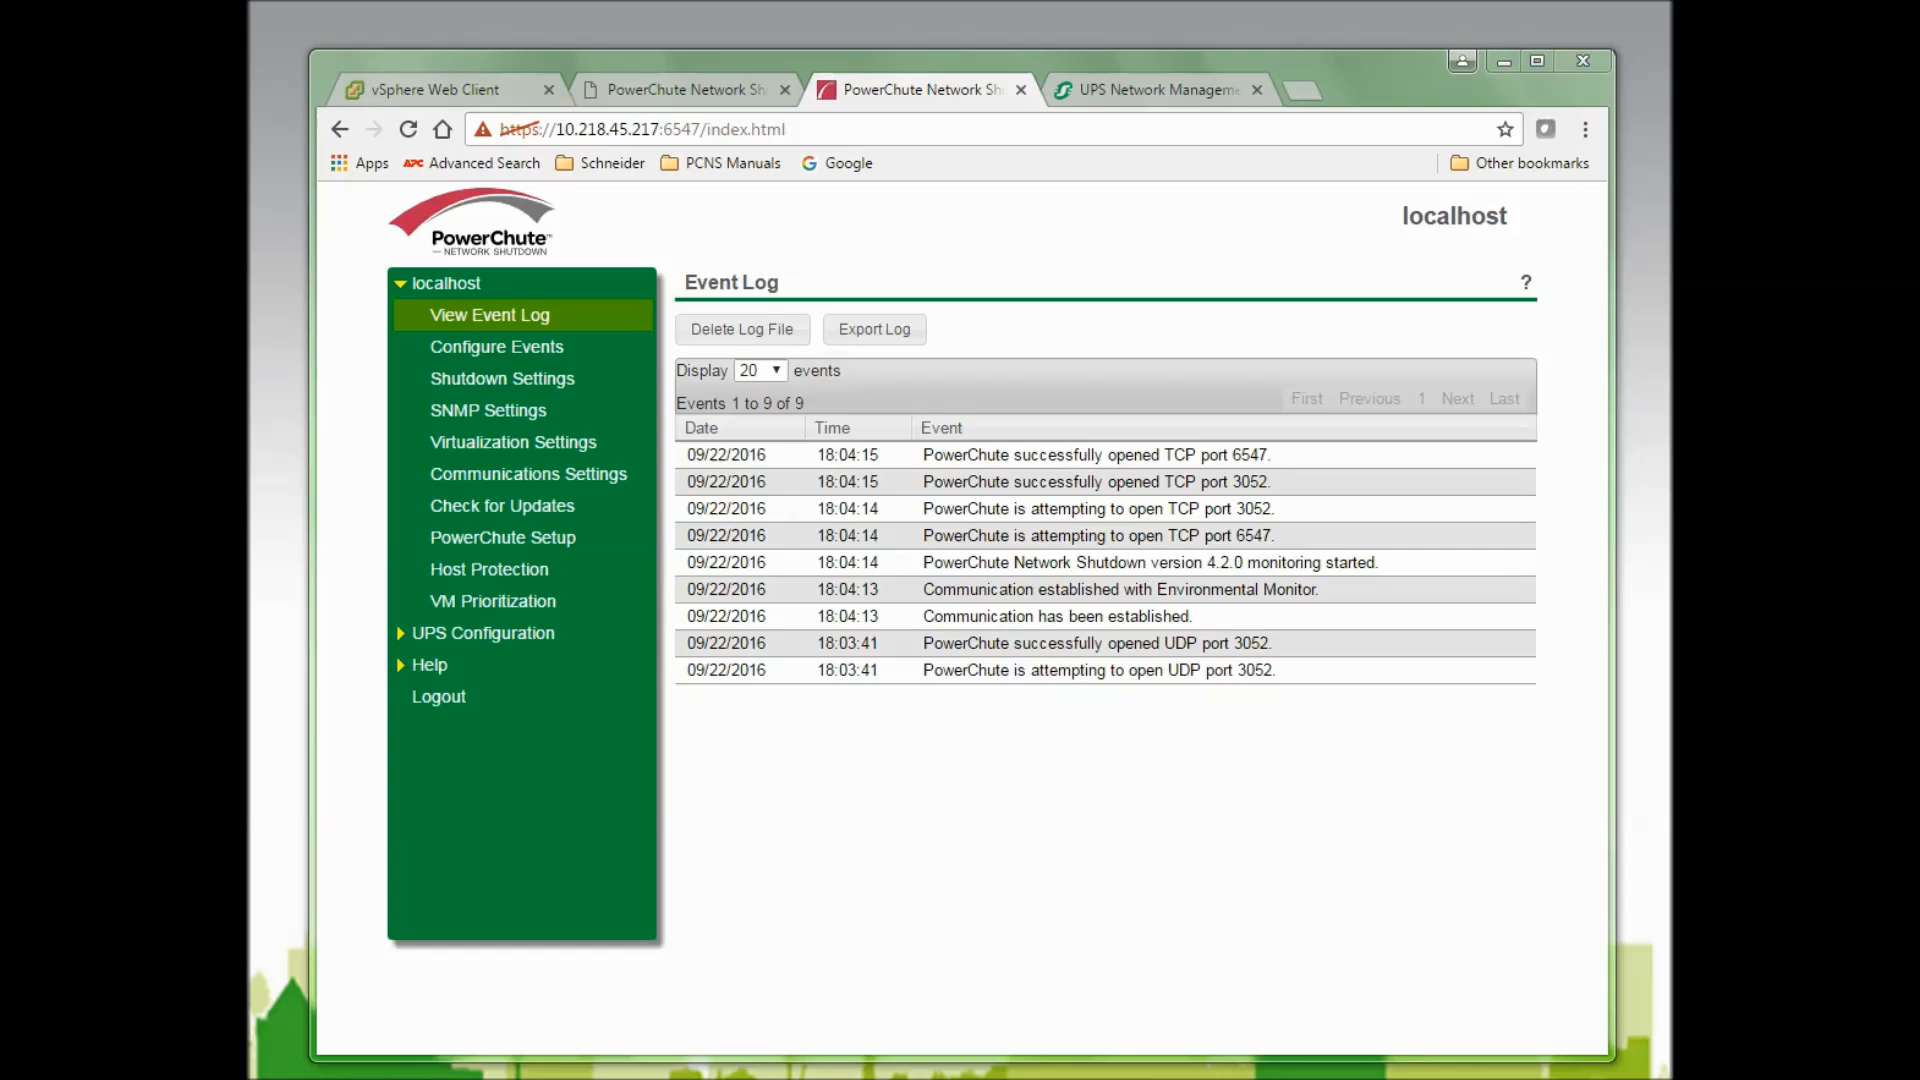 vSphere Web Client
PowerChute Network Sh
PowerChute Network Shu
UPS Network Manageme
https://10.218.45.217:6547/index.html
Apps
APC Advanced Search
Schneider
PCNS Manuals
Google
Other bookmarks
PowerChute™
NETWORK SHUTDOWN
localhost
localhost
View Event Log
Configure Events
Shutdown Settings
SNMP Settings
Virtualization Settings
Communications Settings
Check for Updates
PowerChute Setup
Host Protection
VM Prioritization
UPS Configuration
Help
Logout
Event Log ?
Delete Log File Export Log
Display 20 events
Events 1 to 9 of 9 First Previous 1 Next Last
Date Time Event
09/22/2016 18:04:15 PowerChute successfully opened TCP port 6547.
09/22/2016 18:04:15 PowerChute successfully opened TCP port 3052.
09/22/2016 18:04:14 PowerChute is attempting to open TCP port 3052.
09/22/2016 18:04:14 PowerChute is attempting to open TCP port 6547.
09/22/2016 18:04:14 PowerChute Network Shutdown version 4.2.0 monitoring started.
09/22/2016 18:04:13 Communication established with Environmental Monitor.
09/22/2016 18:04:13 Communication has been established.
09/22/2016 18:03:41 PowerChute successfully opened UDP port 3052.
09/22/2016 18:03:41 PowerChute is attempting to open UDP port 3052.